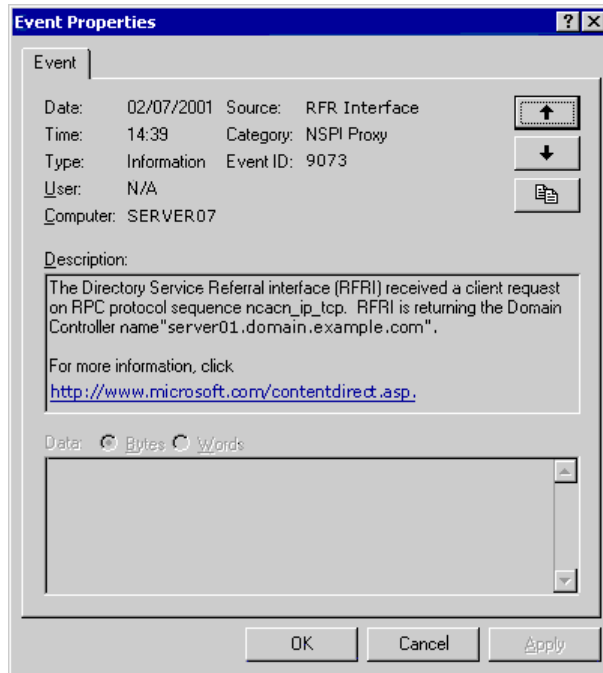 Event Properties
Event
Date: 02/07/2001 Source: RFR Interface
Time: 14:39 Category: NSPI Proxy
Type: Information Event ID: 9073
User: N/A
Computer: SERVER07
Description:
The Directory Service Referral interface (RFRI) received a client request
on RPC protocol sequence ncacn_ip_tcp. RFRI is returning the Domain
Controller name"server01.domain.example.com".
For more information, click
http://www.microsoft.com/contentdirect.asp.
Data: Bytes Words
OK Cancel Apply